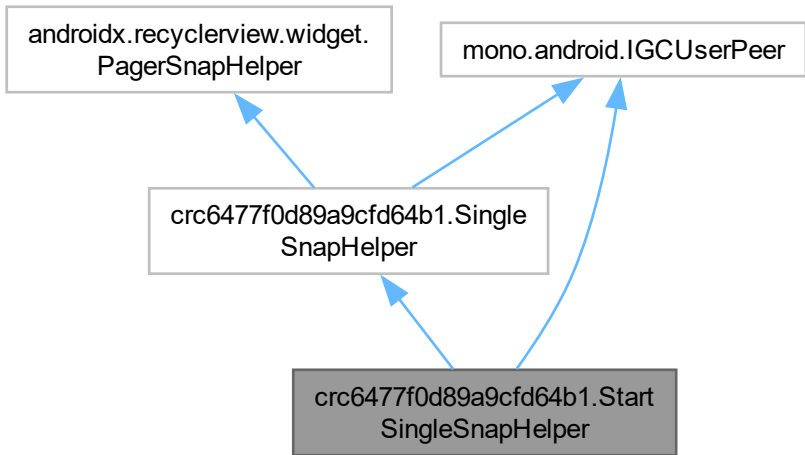 androidx.recyclerview.widget.
PagerSnapHelper
mono.android.IGCUserPeer
crc6477f0d89a9cfd64b1.Single
SnapHelper
crc6477f0d89a9cfd64b1.Start
SingleSnapHelper